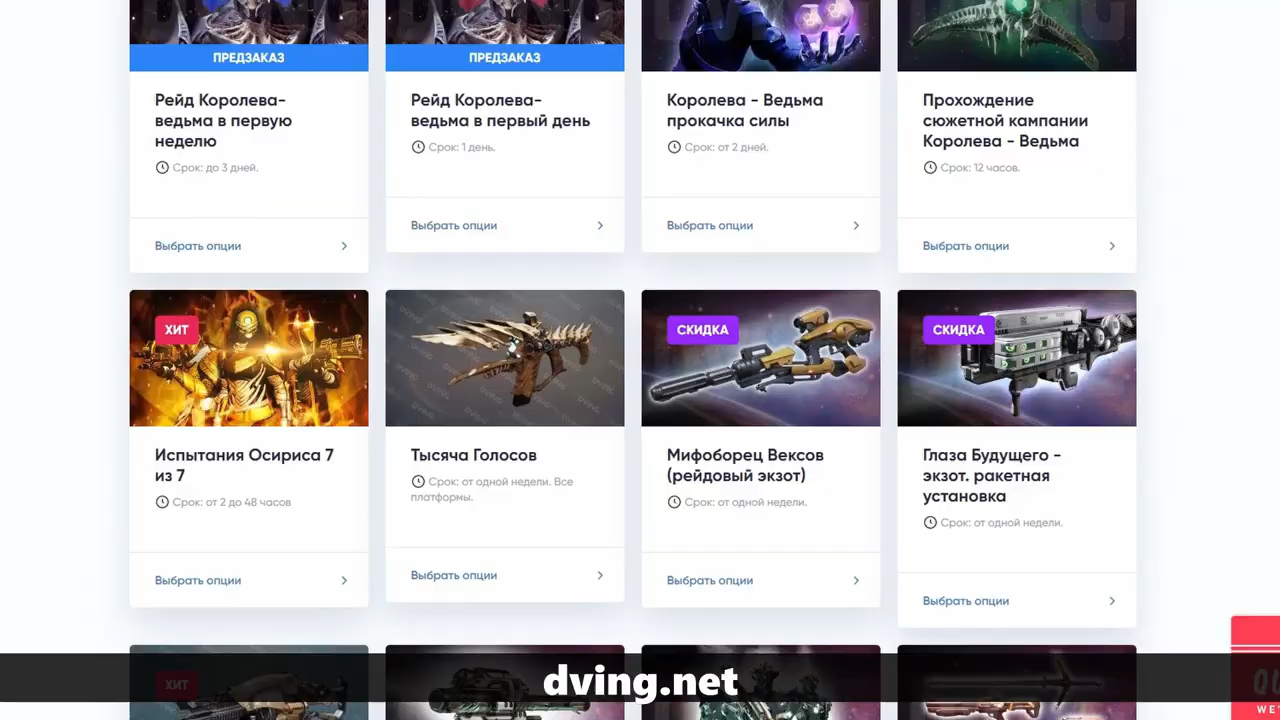 ПРЕДЗАКАЗ
ПРЕДЗАКАЗ
Рейд Королева-
ведьма в первую
неделю
Срок: до 3 дней.
Выбрать опции
Рейд Королева-
ведьма в первый день
Срок: 1 день.
Выбрать опции
Королева - Ведьма
прокачка силы
Срок: от 2 дней.
Выбрать опции
Прохождение
сюжетной кампании
Королева - Ведьма
Срок: 12 часов.
Выбрать опции
ХИТ
Испытания Осириса 7
из 7
Срок: от 2 до 48 часов
Выбрать опции
Тысяча Голосов
Срок: от одной недели. Все
платформы.
Выбрать опции
СКИДКА
Мифоборец Вексов
(рейдовый экзот)
Срок: от одной недели.
Выбрать опции
СКИДКА
Глаза Будущего -
экзот. ракетная
установка
Срок: от одной недели.
Выбрать опции
ХИТ
dving.net